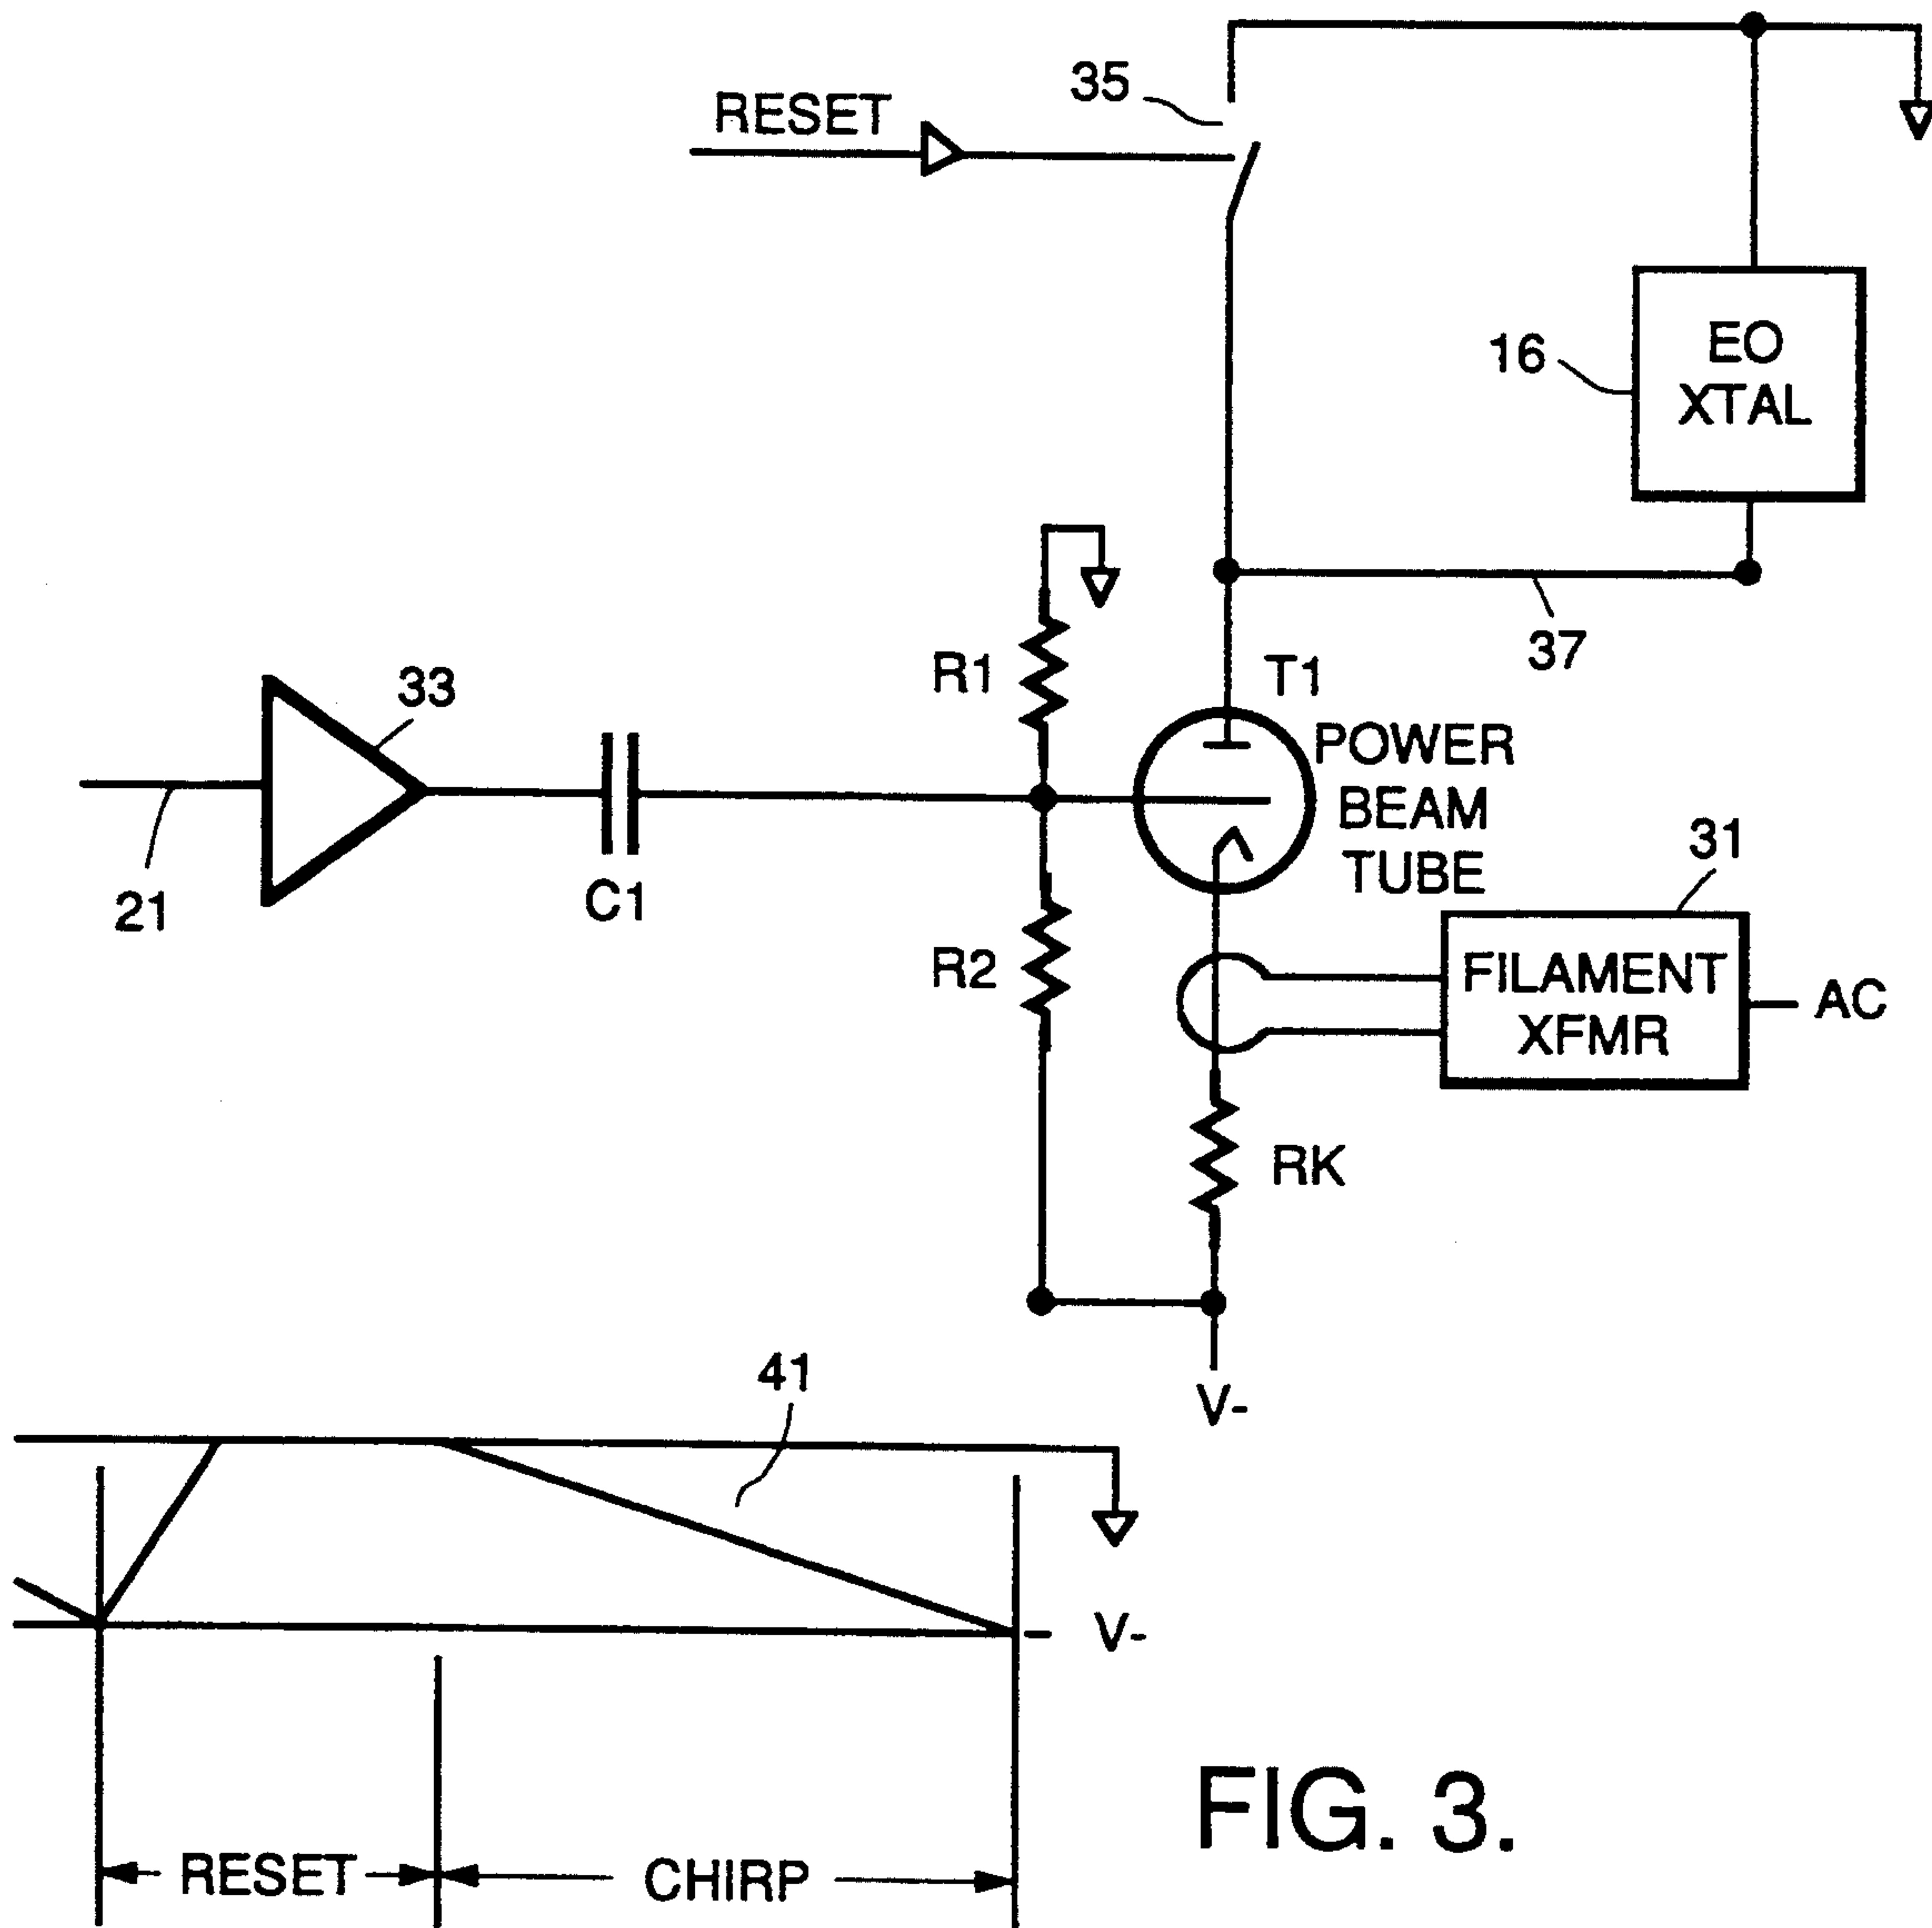 35
RESET
16
EO
XTAL
37
33
R1
T1
POWER
BEAM
TUBE
31
21
C1
R2
FILAMENT
XFMR
AC
RK
41
V-
V-
RESET
CHIRP
FIG. 3.